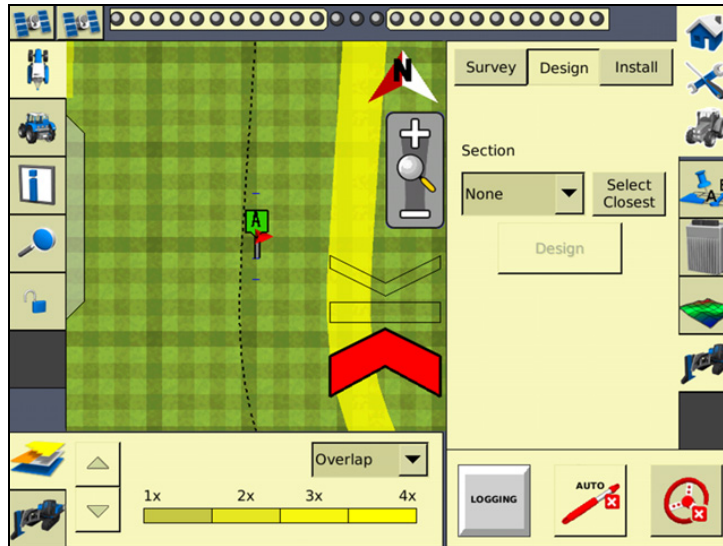 N
A
Survey
Design
Install
Section
None
Select
Closest
Design
A
Overlap
1x
2x
3x
4x
LOGGING
AUTO